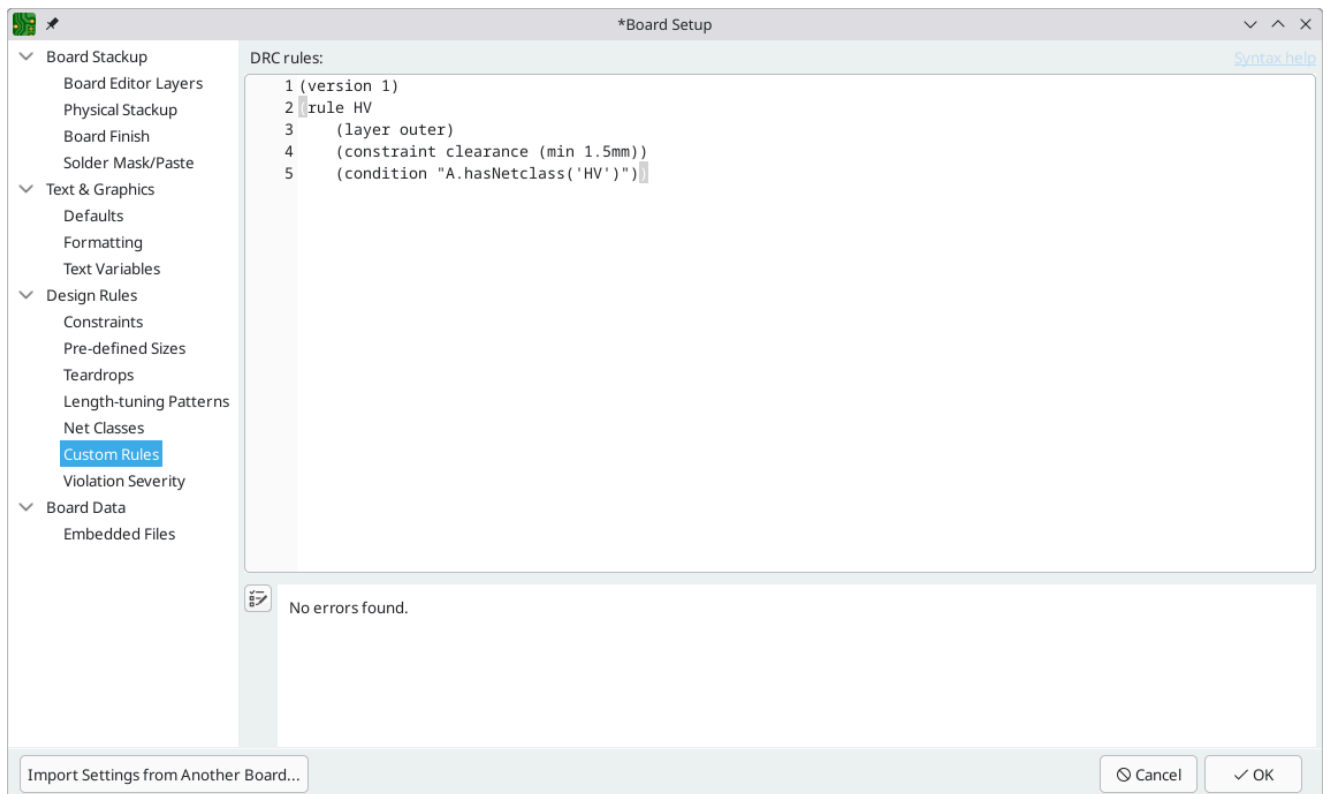 *Board Setup
Board Stackup
Board Editor Layers
Physical Stackup
Board Finish
Solder Mask/Paste
Text & Graphics
Defaults
Formatting
Text Variables
Design Rules
Constraints
Pre-defined Sizes
Teardrops
Length-tuning Patterns
Net Classes
Custom Rules
Violation Severity
Board Data
Embedded Files
DRC rules:
Syntax help
1 (version 1)
2 (rule HV
3     (layer outer)
4     (constraint clearance (min 1.5mm))
5     (condition "A.hasNetclass('HV')"))
No errors found.
Import Settings from Another Board...
Cancel
OK